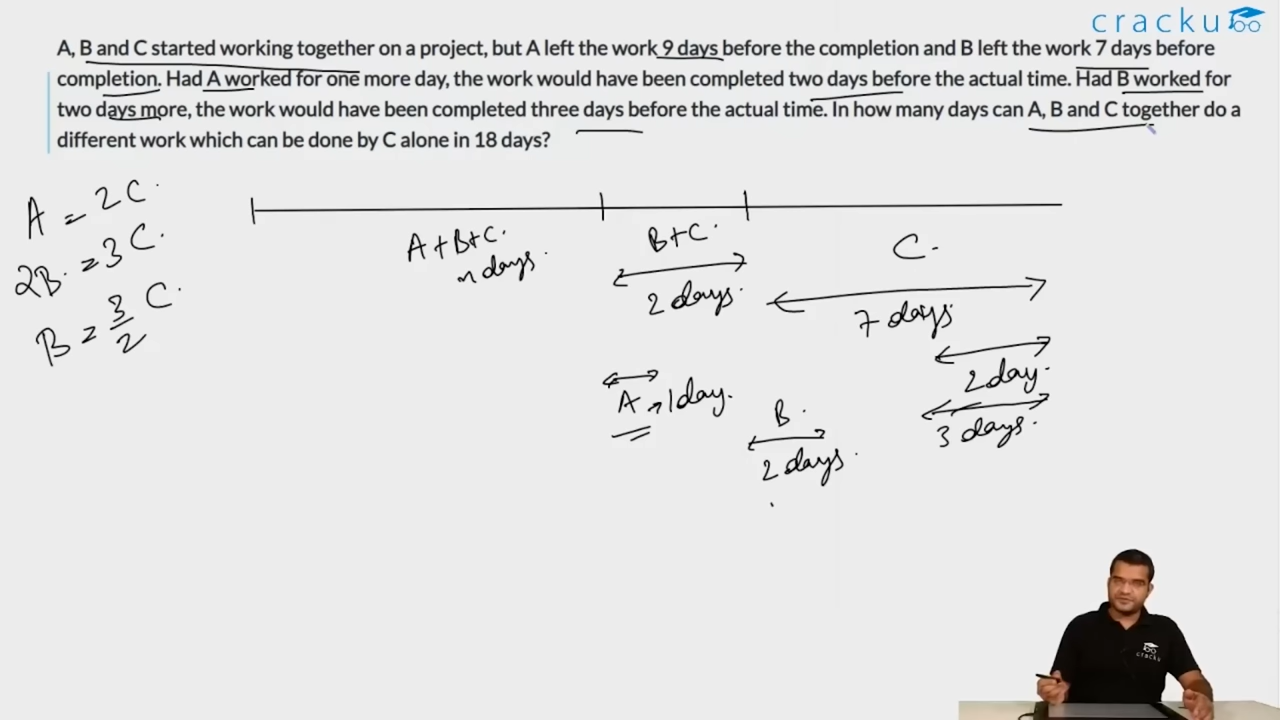 cracku
A, B and C started working together on a project, but A left the work 9 days before the completion and B left the work 7 days before
completion. Had A worked for one more day, the work would have been completed two days before the actual time. Had B worked for
two days more, the work would have been completed three days before the actual time. In how many days can A, B and C together do a
different work which can be done by C alone in 18 days?
A = 2C.
2B = 3C.
B = 3/2 C.
A+B+C.
n days.
B+C.
2 days.
C.
7 days.
2 day.
3 days.
A → 1 day.
B.
2 days.
cracku